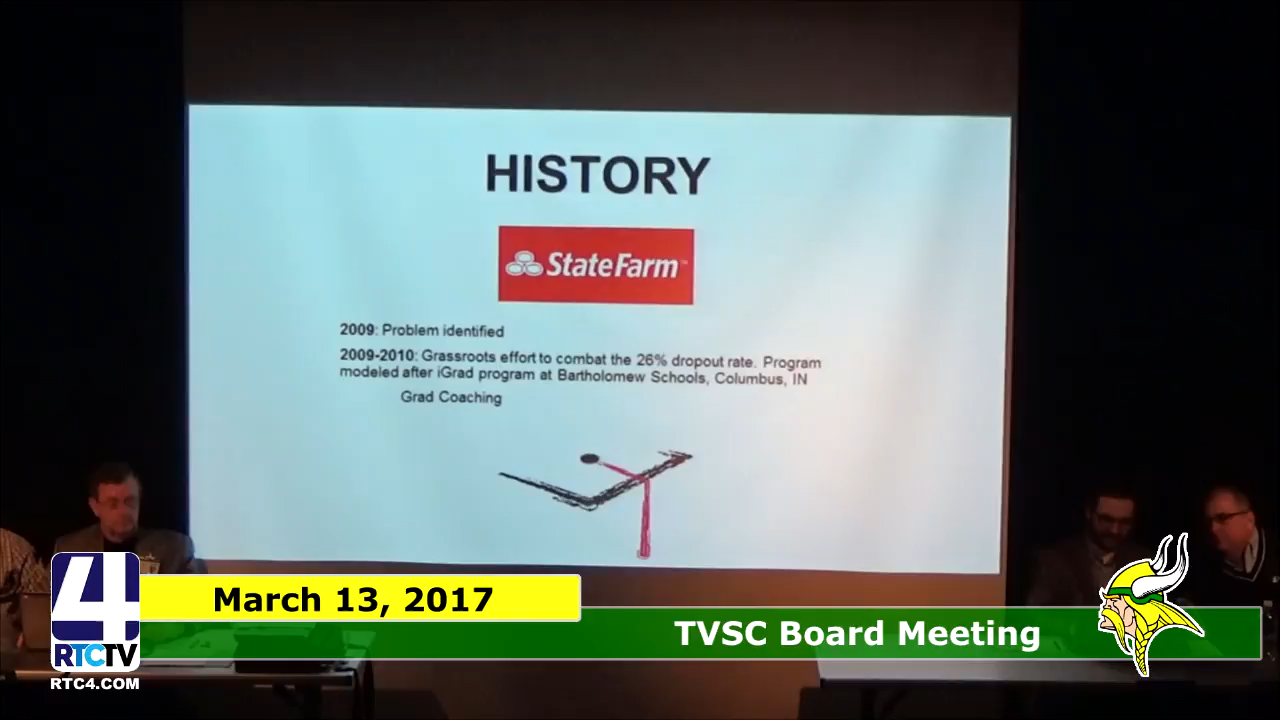 HISTORY
StateFarm™
2009: Problem identified
2009-2010: Grassroots effort to combat the 26% dropout rate. Program
modeled after iGrad program at Bartholomew Schools, Columbus, IN
Grad Coaching
4
RTCTV
RTC4.COM
March 13, 2017
TVSC Board Meeting